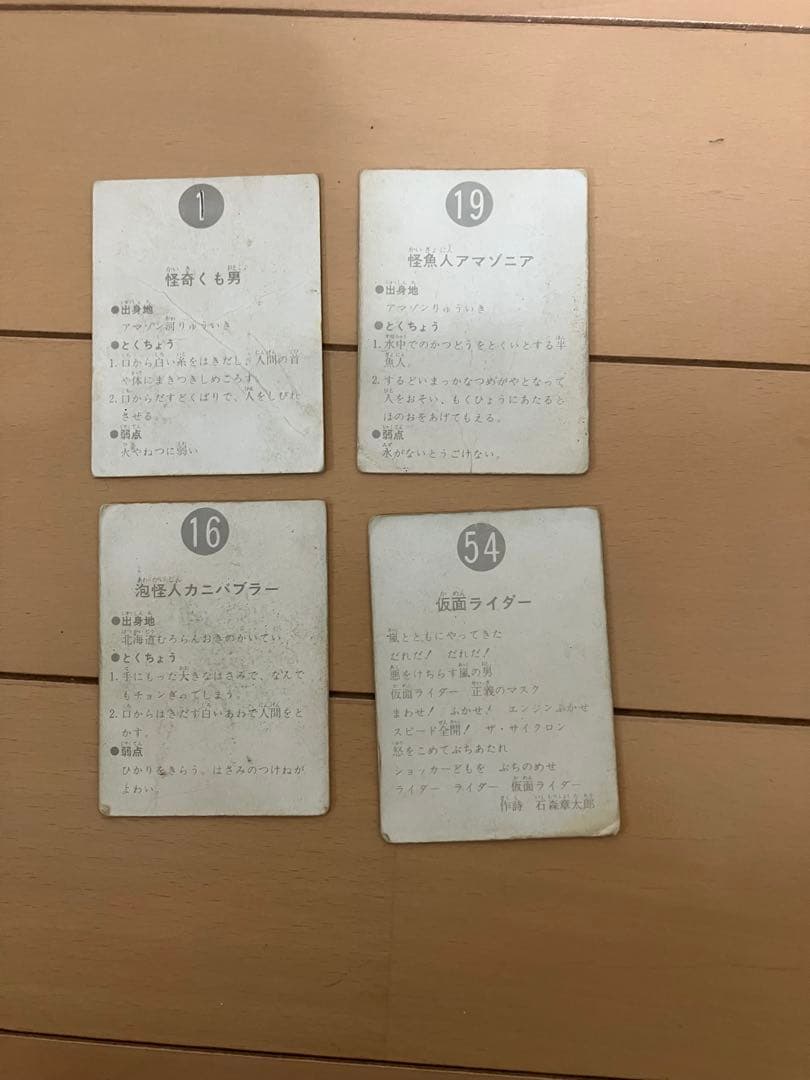 1
怪奇くも男
●出身地
アマゾン河りゅういき
●とくちょう
1.口から白い糸をはきだし、人間の首
や体にまきつきしめころす。
2.口からだすどくばりで、人をしびれ
させる。
●弱点
火やねつに弱い
19
怪魚人アマゾニア
●出身地
アマゾンりゅういき
●とくちょう
1.水中でのかつどうをとくいとする半
魚人。
2.するどいまっかなつめがやとなって
人をおそい、もくひょうにあたると
ほのおをあげてもえる。
●弱点
水がないとうごけない。
16
泡怪人カニバブラー
●出身地
北海道むろらんおきのかいてい
●とくちょう
1.手にもった大きなはさみで、なんで
もチョンぎってしまう。
2.口からはきだす白いあわで人間をと
かす。
●弱点
ひかりをきらう。はさみのつけねが
よわい。
54
仮面ライダー
嵐とともにやってきた
だれだ! だれだ!
悪をけちらす嵐の男
仮面ライダー 正義のマスク
まわせ! ふかせ! エンジンふかせ
スピード全開! ザ・サイクロン
怒をこめてぶちあたれ
ショッカーどもを ぶちのめせ
ライダー ライダー 仮面ライダー
作詩 石森章太郎